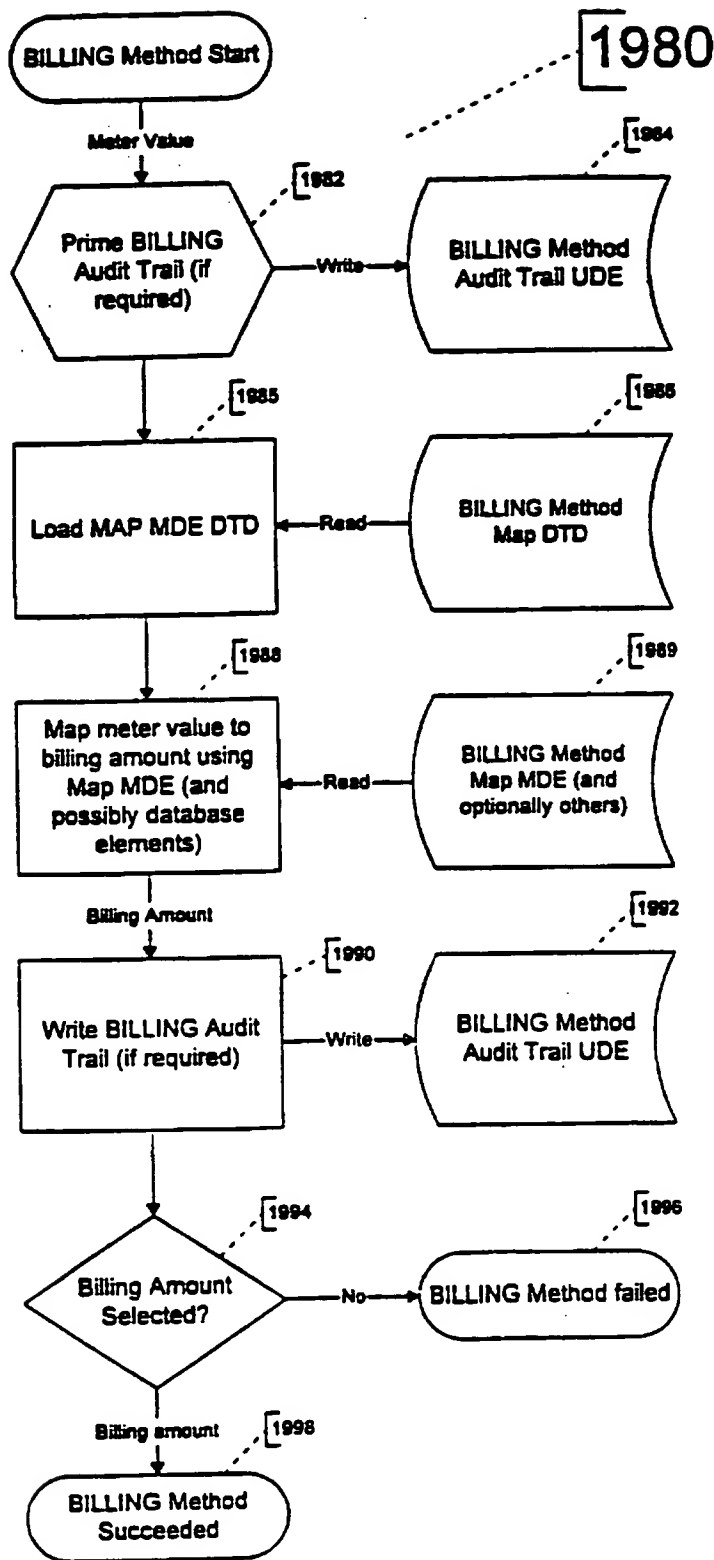 BILLING Method Start
1980
Meter Value
1982
1984
Prime BILLING
Audit Trail (if
required)
Write
BILLING Method
Audit Trail UDE
1985
1986
Load MAP MDE DTD
Read
BILLING Method
Map DTD
1988
1989
Map meter value to
billing amount using
Map MDE (and
possibly database
elements)
Read
BILLING Method
Map MDE (and
optionally others)
Billing Amount
1990
1992
Write BILLING Audit
Trail (if required)
Write
BILLING Method
Audit Trail UDE
1994
1996
Billing Amount
Selected?
No
BILLING Method failed
Billing amount
1998
BILLING Method
Succeeded